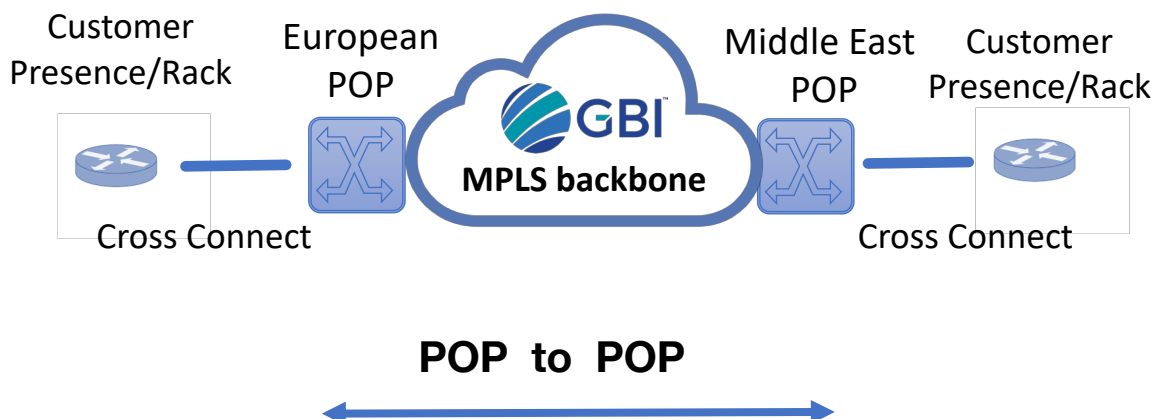 Customer
Presence/Rack
European
POP
Middle East
POP
Customer
Presence/Rack
GBI™
MPLS backbone
Cross Connect
Cross Connect
POP to POP